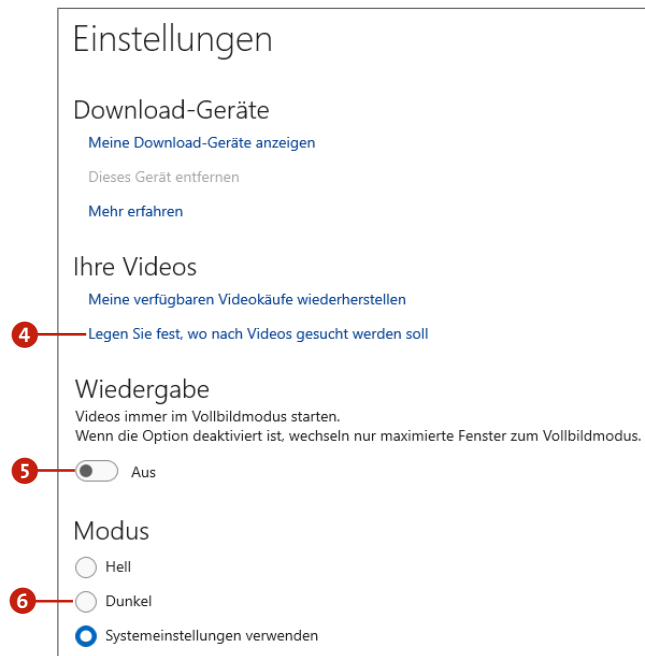 Einstellungen
Download-Geräte
Meine Download-Geräte anzeigen
Dieses Gerät entfernen
Mehr erfahren
Ihre Videos
Meine verfügbaren Videokäufe wiederherstellen
4 Legen Sie fest, wo nach Videos gesucht werden soll
Wiedergabe
Videos immer im Vollbildmodus starten.
Wenn die Option deaktiviert ist, wechseln nur maximierte Fenster zum Vollbildmodus.
5 Aus
Modus
Hell
6 Dunkel
Systemeinstellungen verwenden